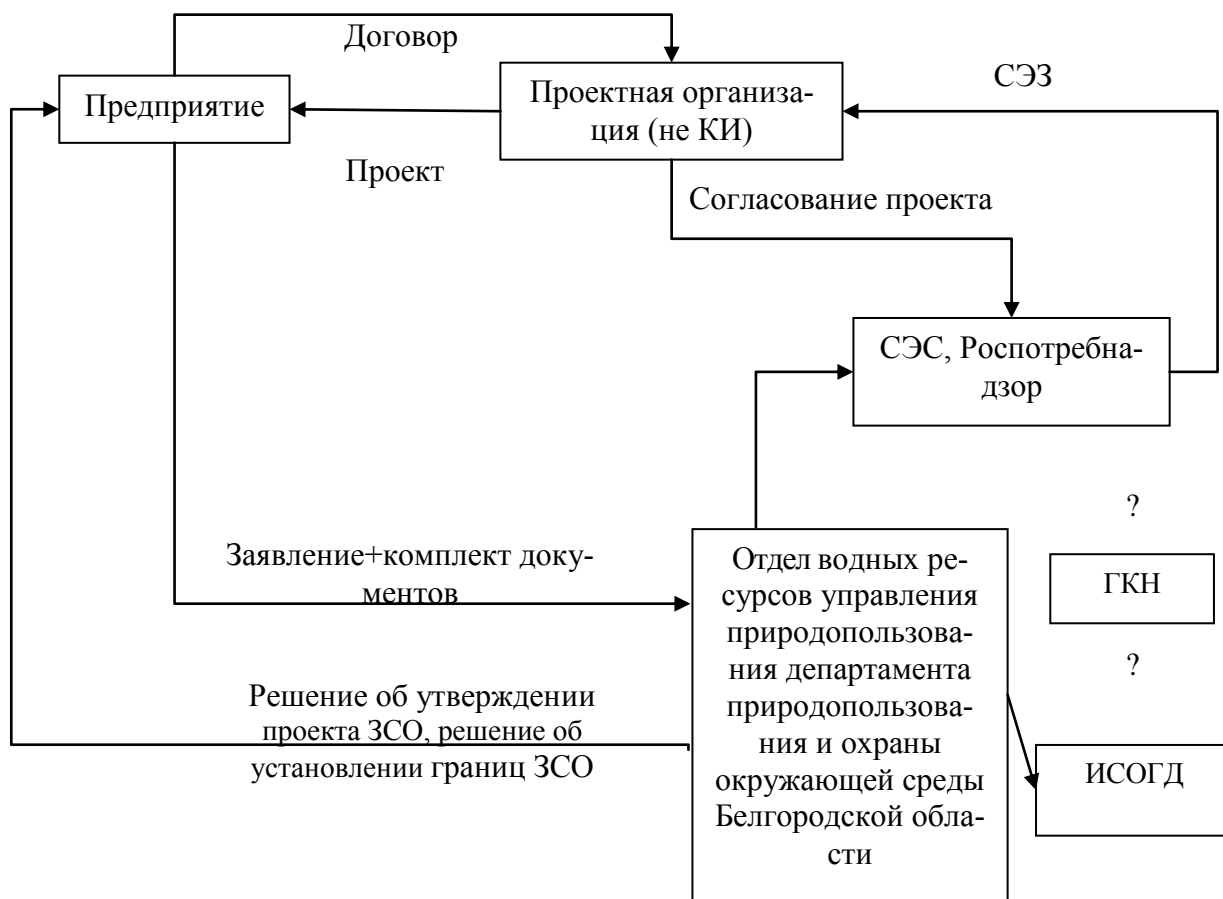 Договор
СЭЗ
Предприятие
Проектная организа-
ция (не КИ)
Проект
Согласование проекта
СЭС, Роспотребна-
дзор
?
Заявление+комплект доку-
ментов
Отдел водных ре-
сурсов управления
природопользова-
ния департамента
природопользова-
ния и охраны
окружающей среды
Белгородской обла-
сти
ГКН
?
Решение об утверждении
проекта ЗСО, решение об
установлении границ ЗСО
ИСОГД